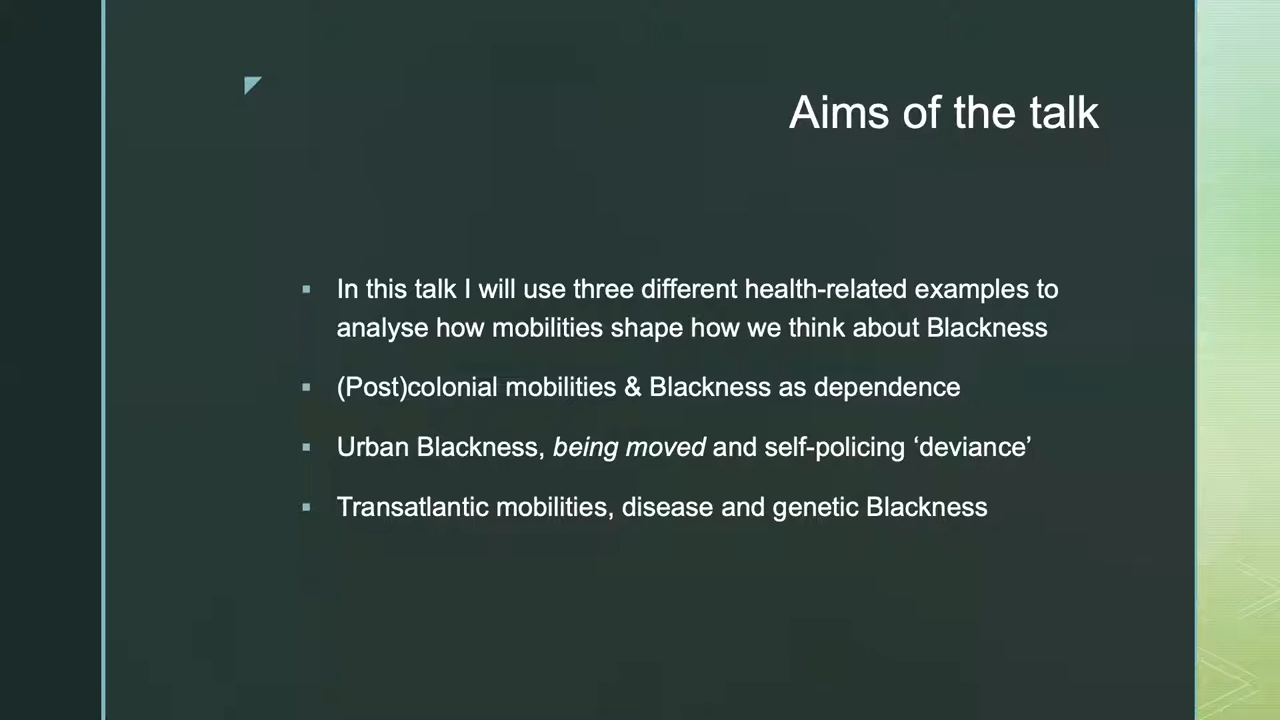 Aims of the talk
▪ In this talk I will use three different health-related examples to
analyse how mobilities shape how we think about Blackness
▪ (Post)colonial mobilities & Blackness as dependence
▪ Urban Blackness, being moved and self-policing ‘deviance’
▪ Transatlantic mobilities, disease and genetic Blackness